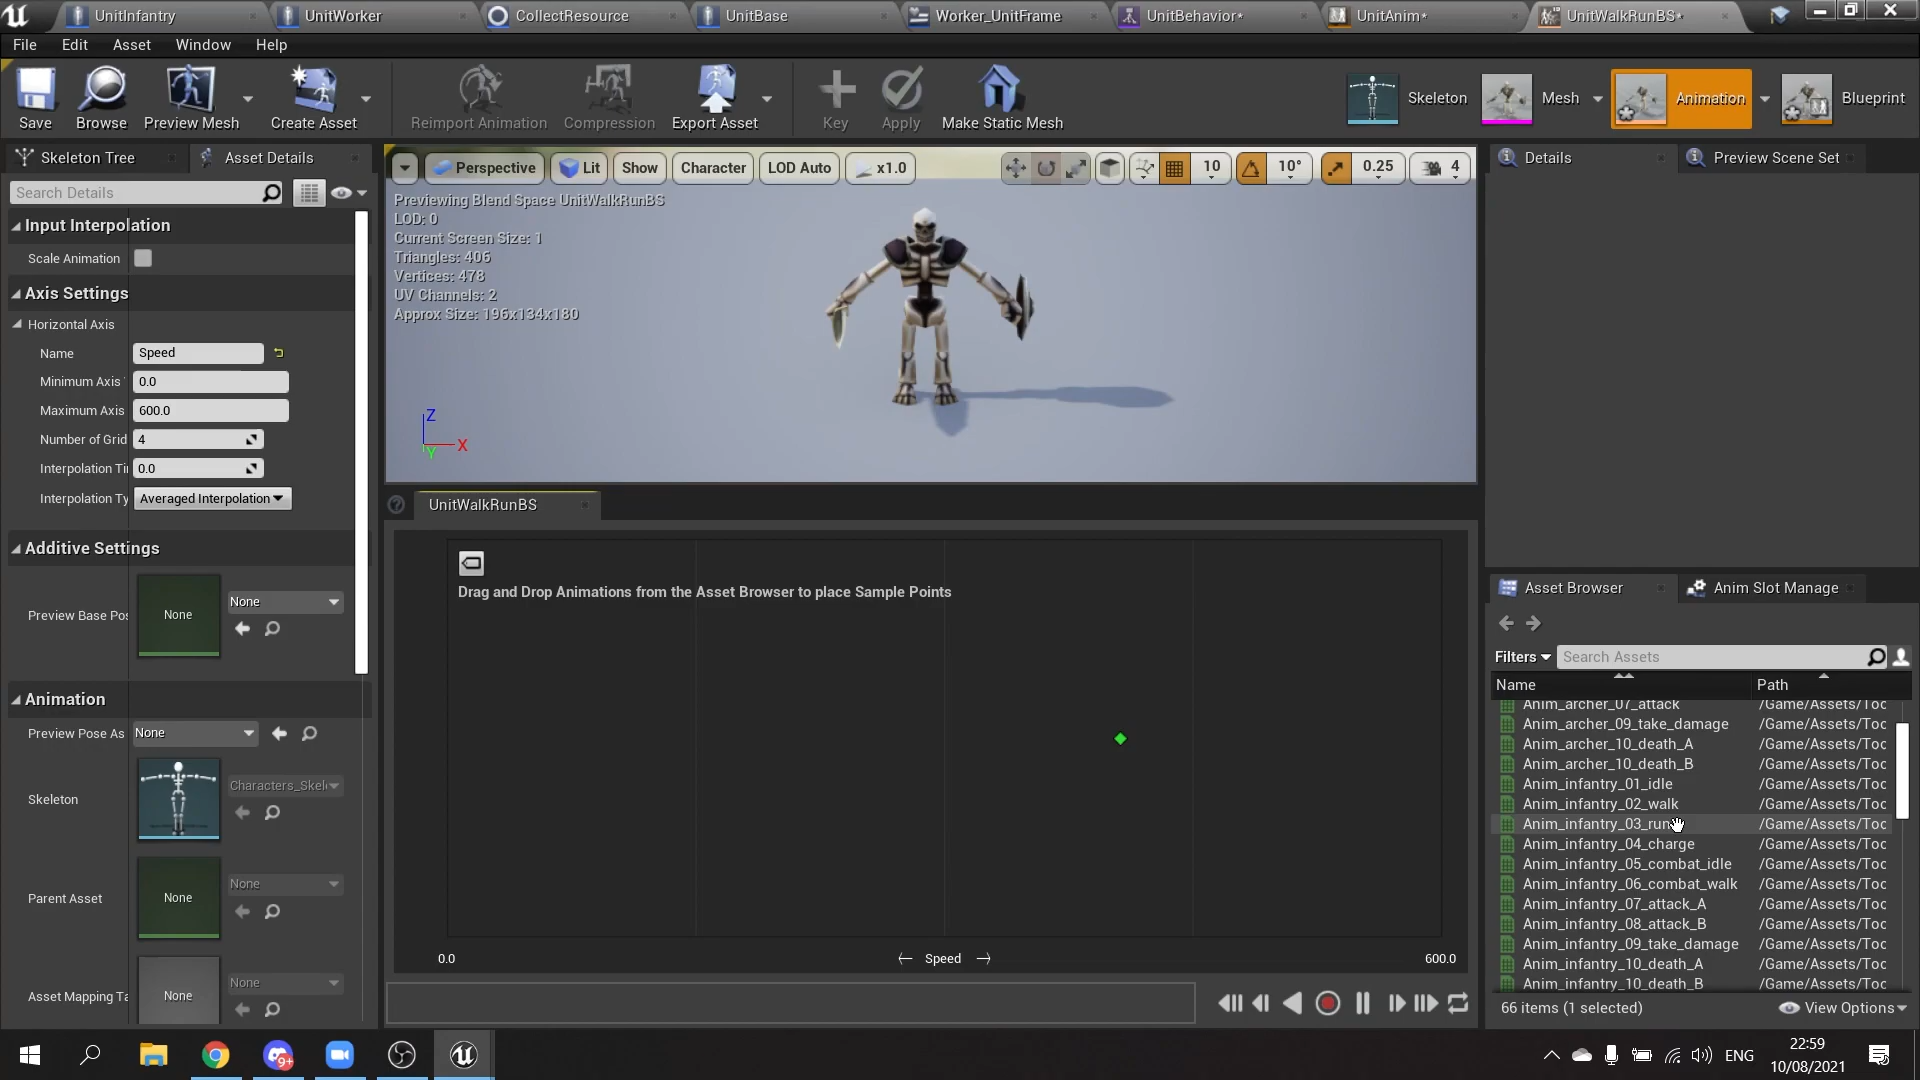 UnitInfantry
UnitWorker
CollectResource
UnitBase
Worker_UnitFrame
UnitBehavior*
UnitAnim*
UnitWalkRunBS*
File
Edit
Asset
Window
Help
Save
Browse
Preview Mesh
Create Asset
Reimport Animation
Compression
Export Asset
Key
Apply
Make Static Mesh
Skeleton
Mesh
Animation
Blueprint
Skeleton Tree
Asset Details
Search Details
Input Interpolation
Scale Animation
Axis Settings
Horizontal Axis
Name
Speed
Minimum Axis
0.0
Maximum Axis
600.0
Number of Grid
4
Interpolation Ti
0.0
Interpolation Ty
Averaged Interpolation
Additive Settings
Preview Base Pos
None
None
Animation
Preview Pose As
None
Skeleton
Characters_Skel
Parent Asset
None
None
Asset Mapping Ta
None
None
Perspective
Lit
Show
Character
LOD Auto
x1.0
10
10°
0.25
4
Previewing Blend Space UnitWalkRunBS
LOD: 0
Current Screen Size: 1
Triangles: 406
Vertices: 478
UV Channels: 2
Approx Size: 196x134x180
Z
X
Y
UnitWalkRunBS
Drag and Drop Animations from the Asset Browser to place Sample Points
0.0
Speed
600.0
Details
Preview Scene Set
Asset Browser
Anim Slot Manage
Filters
Search Assets
Name
Path
Anim_archer_07_attack /Game/Assets/Toc
Anim_archer_09_take_damage /Game/Assets/Toc
Anim_archer_10_death_A /Game/Assets/Toc
Anim_archer_10_death_B /Game/Assets/Toc
Anim_infantry_01_idle /Game/Assets/Toc
Anim_infantry_02_walk /Game/Assets/Toc
Anim_infantry_03_run /Game/Assets/Toc
Anim_infantry_04_charge /Game/Assets/Toc
Anim_infantry_05_combat_idle /Game/Assets/Toc
Anim_infantry_06_combat_walk /Game/Assets/Toc
Anim_infantry_07_attack_A /Game/Assets/Toc
Anim_infantry_08_attack_B /Game/Assets/Toc
Anim_infantry_09_take_damage /Game/Assets/Toc
Anim_infantry_10_death_A /Game/Assets/Toc
Anim_infantry_10_death_B /Game/Assets/Toc
66 items (1 selected)
View Options
9+
ENG
22:59
10/08/2021